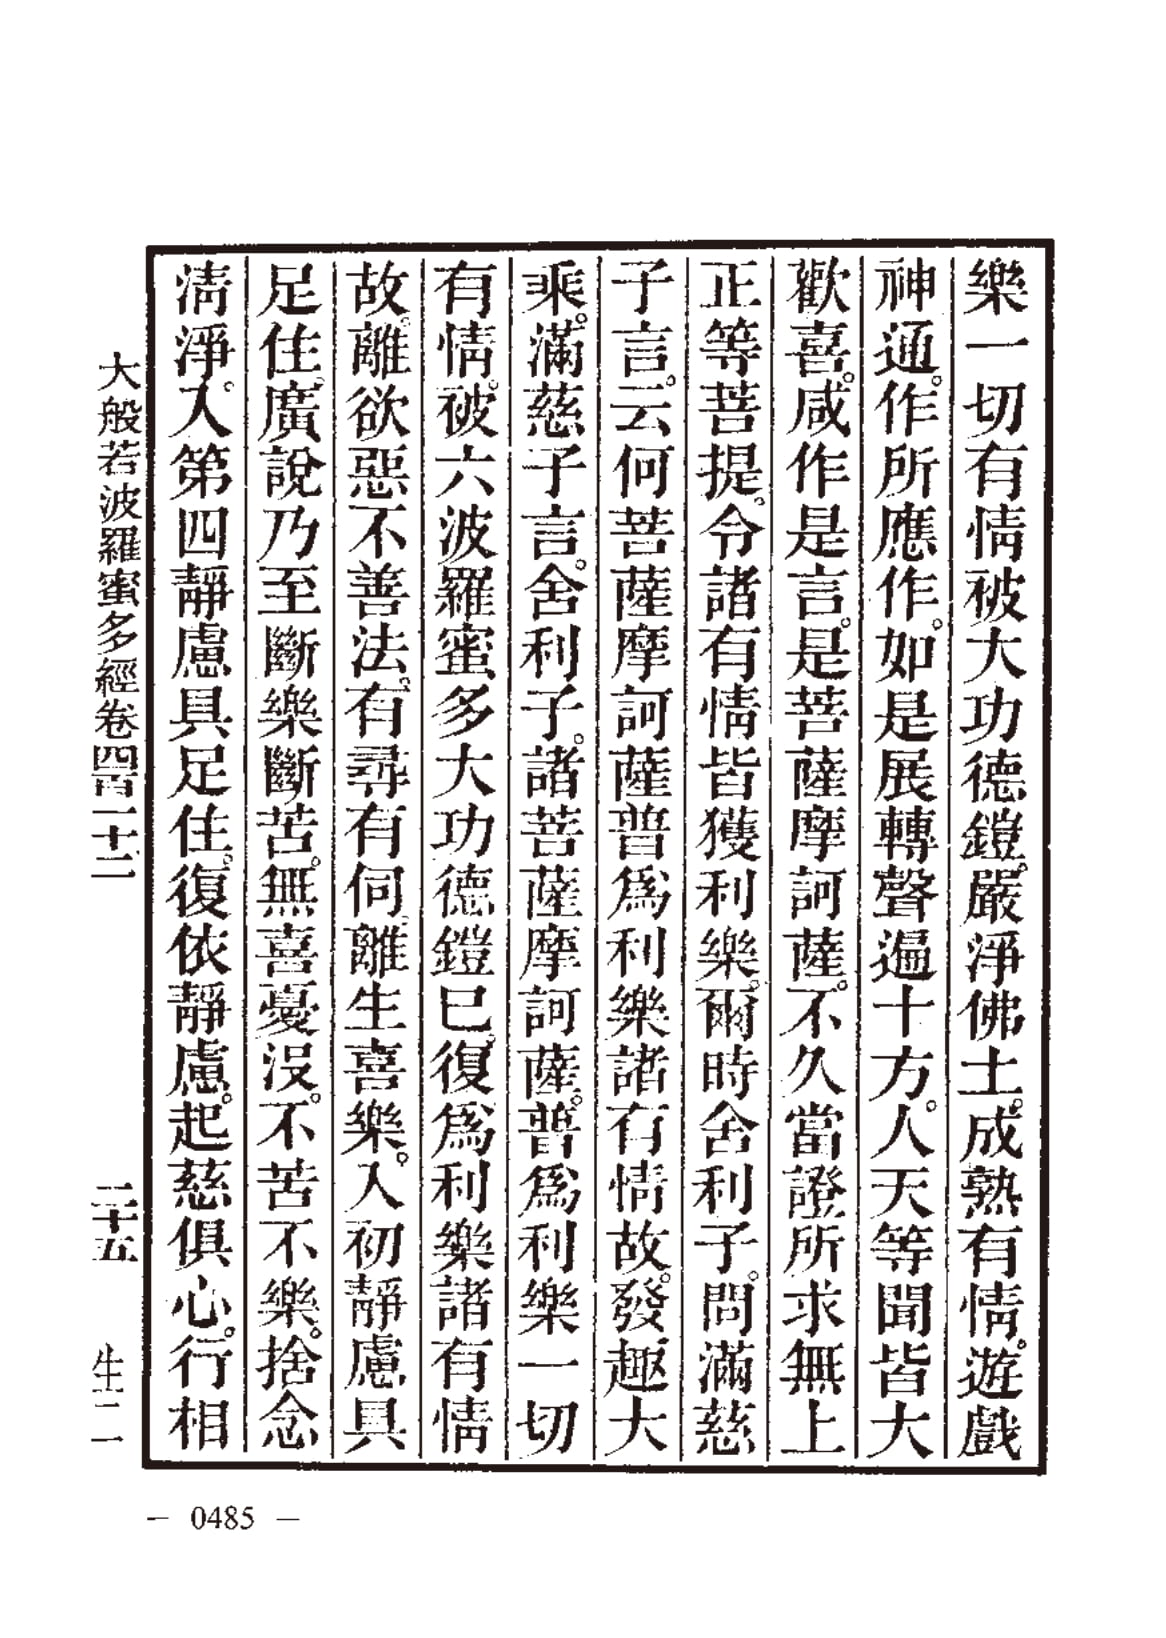 樂一切有情被大功德鎧。嚴淨佛土。成熟有情。遊戲
神通。作所應作。如是展轉聲遍十方。人天等聞皆大
歡喜。咸作是言。是菩薩摩訶薩。不久當證所求無上
正等菩提。令諸有情皆獲利樂。爾時舍利子。問滿慈
子言。云何菩薩摩訶薩普爲利樂諸有情故。發趣大
乘。滿慈子言。舍利子。諸菩薩摩訶薩。普爲利樂一切
有情。被六波羅蜜多大功德鎧已。復爲利樂諸有情
故。離欲惡不善法。有尋有伺。離生喜樂。入初靜慮具
足住。廣說乃至斷樂斷苦。無喜憂沒。不苦不樂。捨念
清淨。入第四靜慮具足住。復依靜慮。起慈俱心。行相
大般若波羅蜜多經卷四百一十二 二十五 生二
— 0485 —